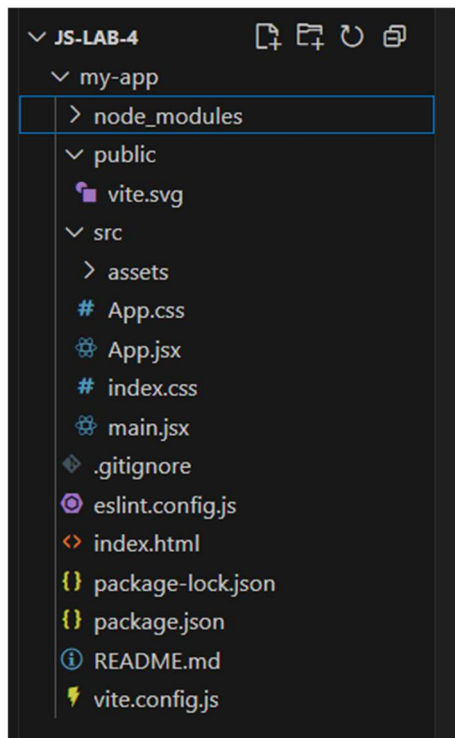 JS-LAB-4
my-app
node_modules
public
vite.svg
src
assets
# App.css
App.jsx
# index.css
main.jsx
.gitignore
eslint.config.js
<> index.html
{} package-lock.json
{} package.json
README.md
vite.config.js